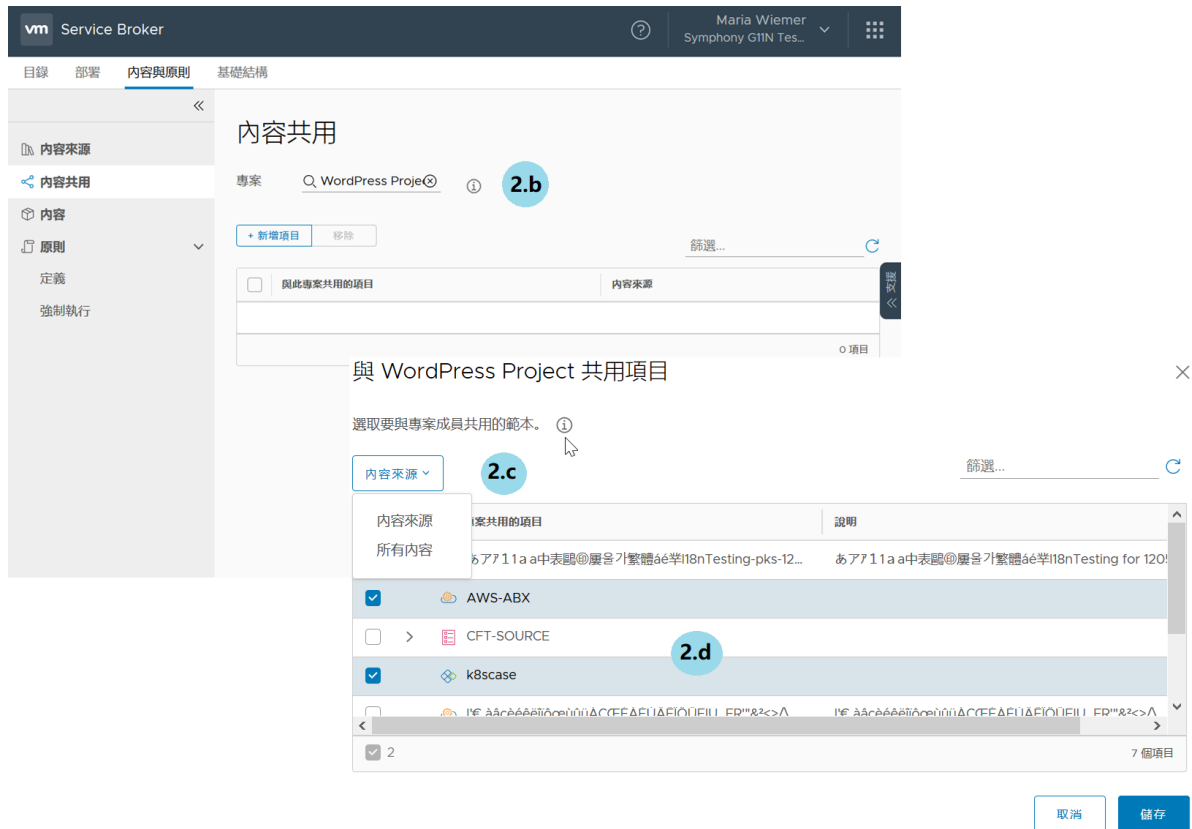 vm Service Broker
Maria Wiemer
Symphony G11N Tes...
目錄 部署 內容與原則 基礎結構
內容來源
內容共用
內容
原則
定義
強制執行
內容共用
專案 WordPress Proje 2.b
+ 新增項目 移除
篩選...
與此專案共用的項目 內容來源
0 項目
支援
與 WordPress Project 共用項目
選取要與專案成員共用的範本。
內容來源 2.c
篩選...
內容來源
所有內容
專案共用的項目 說明
AWS-ABX
CFT-SOURCE
2.d
k8scase
2 7 個項目
取消 儲存